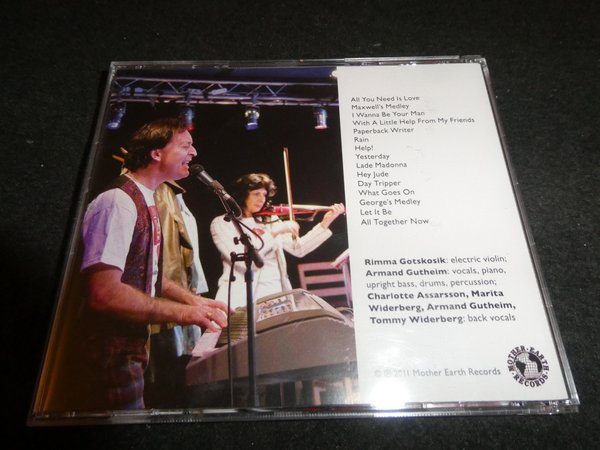 All You Need Is Love
Maxwell's Medley
I Wanna Be Your Man
With A Little Help From My Friends
Paperback Writer
Rain
Help!
Yesterday
Lade Madonna
Hey Jude
Day Tripper
What Goes On
George's Medley
Let It Be
All Together Now
Rimma Gotskosik: electric violin;
Armand Gutheim: vocals, piano,
upright bass, drums, percussion;
Charlotte Assarsson, Marita
Widerberg, Armand Gutheim,
Tommy Widerberg: back vocals
© ℗ 2011 Mother Earth Records
MOTHER EARTH
RECORDS